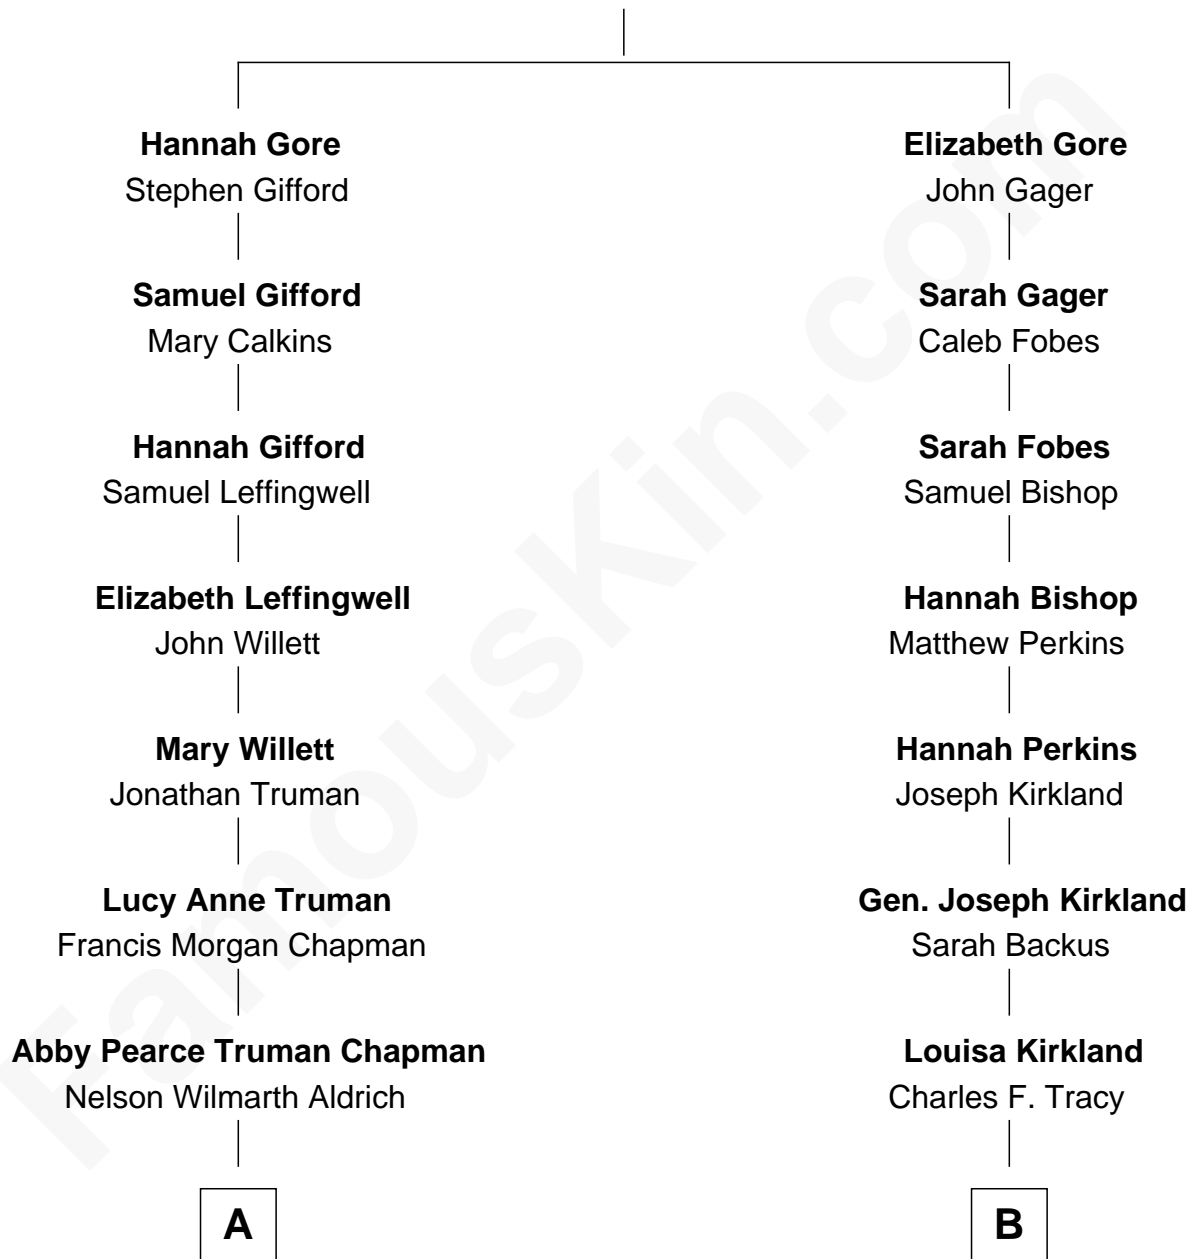 Hannah Gore
Stephen Gifford
Samuel Gifford
Mary Calkins
Hannah Gifford
Samuel Leffingwell
Elizabeth Leffingwell
John Willett
Mary Willett
Jonathan Truman
Lucy Anne Truman
Francis Morgan Chapman
Abby Pearce Truman Chapman
Nelson Wilmarth Aldrich
A
Elizabeth Gore
John Gager
Sarah Gager
Caleb Fobes
Sarah Fobes
Samuel Bishop
Hannah Bishop
Matthew Perkins
Hannah Perkins
Joseph Kirkland
Gen. Joseph Kirkland
Sarah Backus
Louisa Kirkland
Charles F. Tracy
B
FamousKin.com